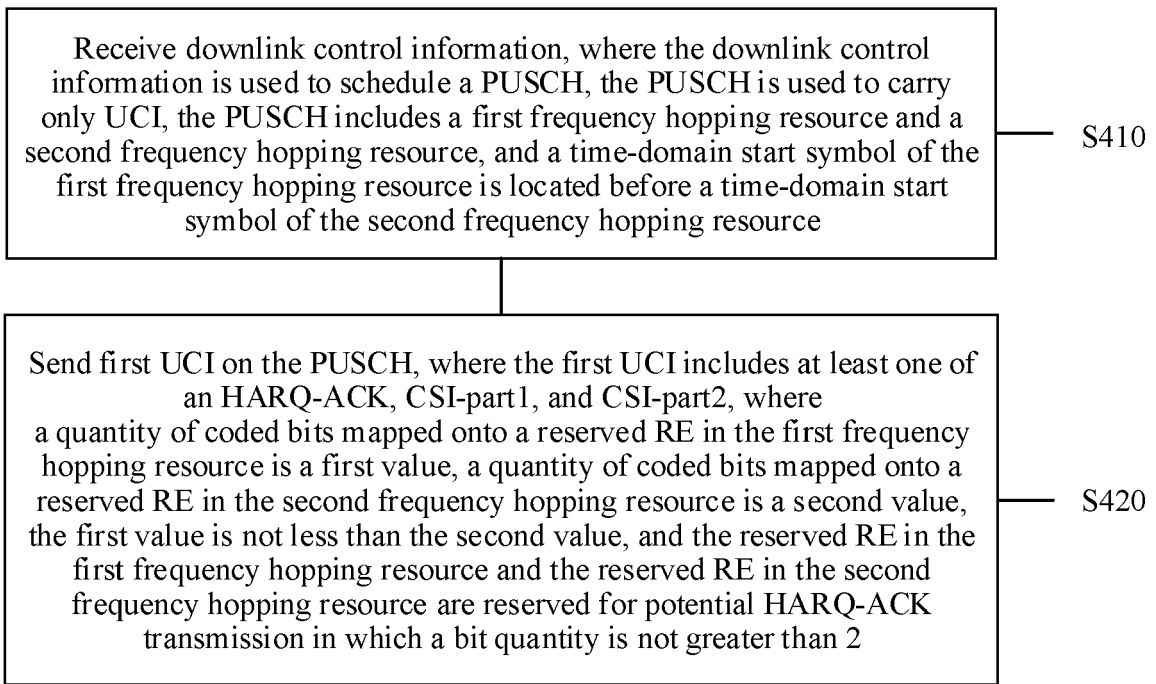 Receive downlink control information, where the downlink control
information is used to schedule a PUSCH, the PUSCH is used to carry
only UCI, the PUSCH includes a first frequency hopping resource and a
second frequency hopping resource, and a time-domain start symbol of the
first frequency hopping resource is located before a time-domain start
symbol of the second frequency hopping resource
S410
Send first UCI on the PUSCH, where the first UCI includes at least one of
an HARQ-ACK, CSI-part1, and CSI-part2, where
a quantity of coded bits mapped onto a reserved RE in the first frequency
hopping resource is a first value, a quantity of coded bits mapped onto a
reserved RE in the second frequency hopping resource is a second value,
the first value is not less than the second value, and the reserved RE in the
first frequency hopping resource and the reserved RE in the second
frequency hopping resource are reserved for potential HARQ-ACK
transmission in which a bit quantity is not greater than 2
S420